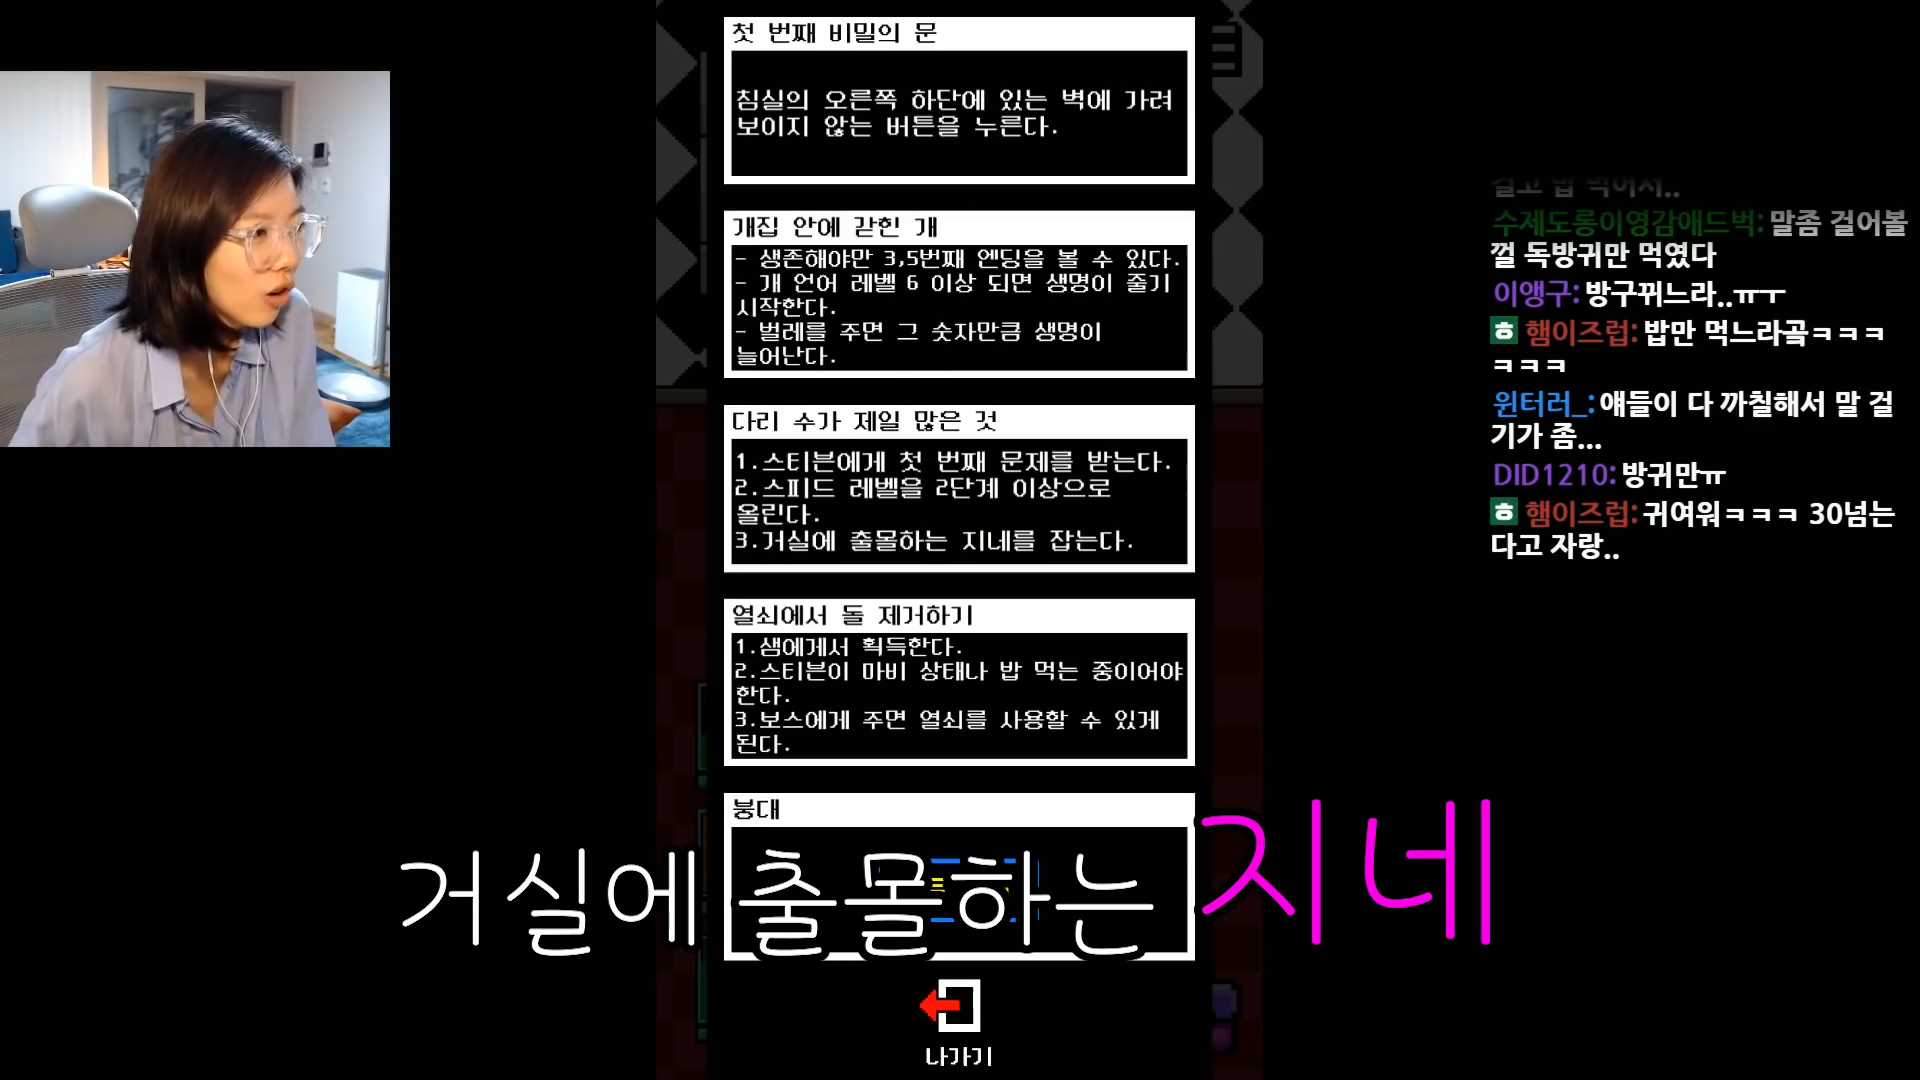 첫 번째 비밀의 문
침실의 오른쪽 하단에 있는 벽에 가려
보이지 않는 버튼을 누른다.
개집 안에 갇힌 개
- 생존해야만 3,5번째 엔딩을 볼 수 있다.
- 개 언어 레벨 6 이상 되면 생명이 줄기
시작한다.
- 벌레를 주면 그 숫자만큼 생명이
늘어난다.
다리 수가 제일 많은 것
1.스티븐에게 첫 번째 문제를 받는다.
2.스피드 레벨을 2단계 이상으로
올린다.
3.거실에 출몰하는 지네를 잡는다.
열쇠에서 돌 제거하기
1.샘에게서 획득한다.
2.스티븐이 마비 상태나 밥 먹는 중이어야
한다.
3.보스에게 주면 열쇠를 사용할 수 있게
된다.
붕대
거실에 출몰하는 지네
나가기
걸고 밥 먹어서..
수제도롱이영감애드벅: 말좀 걸어볼
껄 독방귀만 먹였다
이앵구: 방구뀌느라..ㅠㅜ
ㅎ 햄이즈럽: 밥만 먹느라곸ㅋㅋㅋ
ㅋㅋㅋ
윈터러_: 얘들이 다 까칠해서 말 걸
기가 좀...
DID1210: 방귀만ㅠ
ㅎ 햄이즈럽: 귀여워ㅋㅋㅋ 30넘는
다고 자랑..